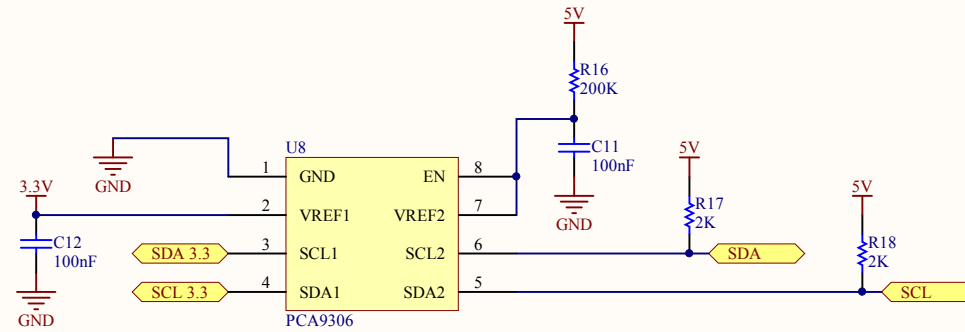 5V
R16
200K
U8
C11
100nF
5V
GND
1
GND
EN
8
3.3V
GND
5V
2
VREF1
VREF2
7
R17
2K
C12
100nF
SDA 3.3
3
SCL1
SCL2
6
SDA
R18
2K
SCL 3.3
4
SDA1
SDA2
5
SCL
GND
PCA9306